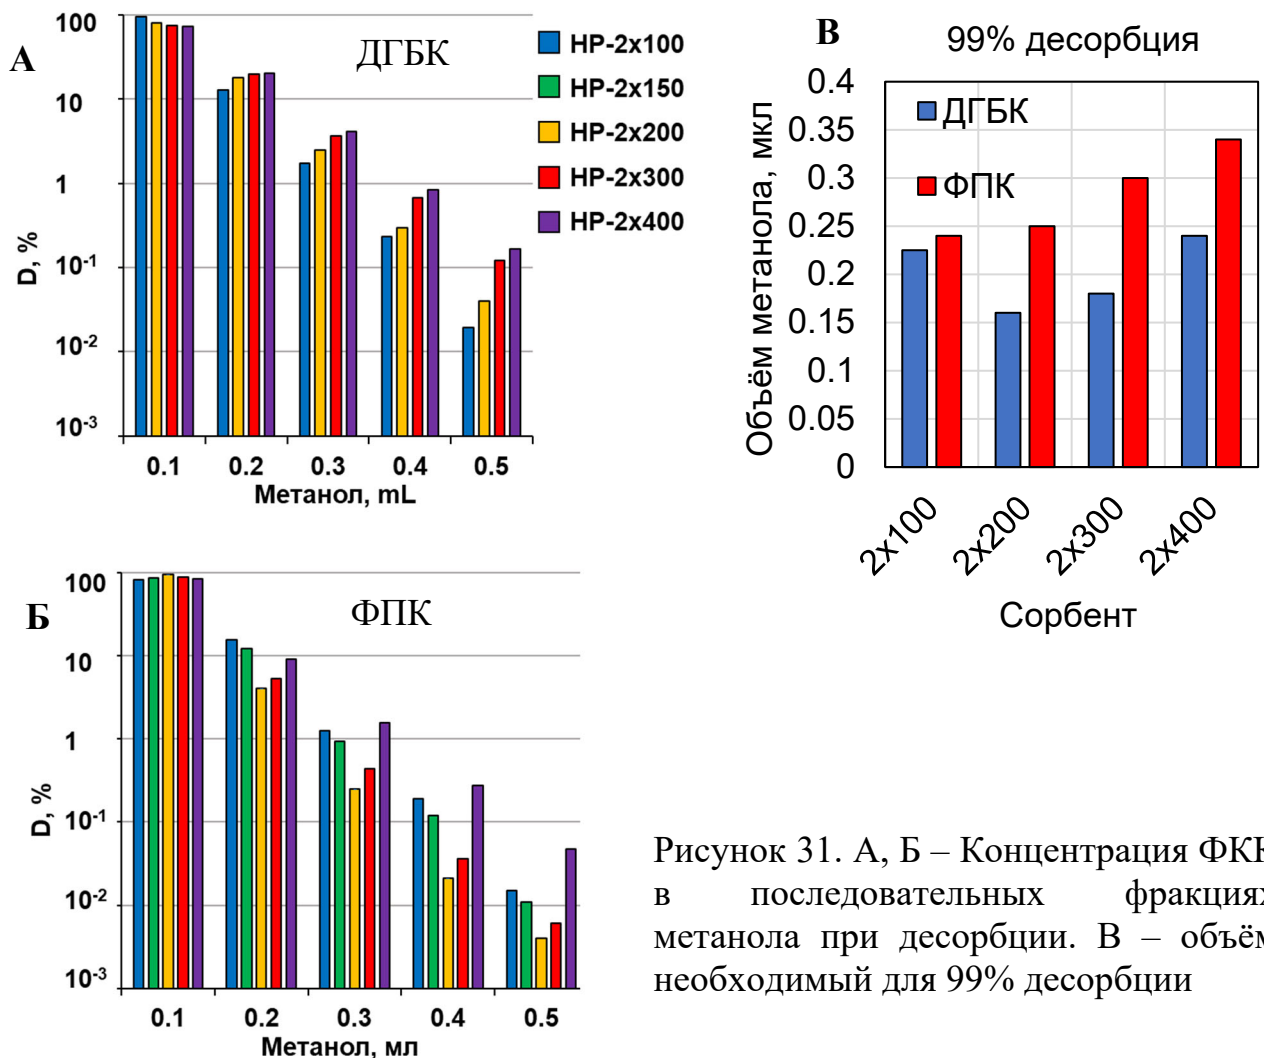 А
ДГБК
100
10
1
10-1
10-2
10-3
D, %
0.1 0.2 0.3 0.4 0.5
Метанол, mL
HP-2x100
HP-2x150
HP-2x200
HP-2x300
HP-2x400
В
99% десорбция
ДГБК
ФПК
0.4
0.35
0.3
0.25
0.2
0.15
0.1
0.05
0
Объём метанола, мкл
2x100 2x200 2x300 2x400
Сорбент
Б
ФПК
100
10
1
10-1
10-2
10-3
D, %
0.1 0.2 0.3 0.4 0.5
Метанол, мл
Рисунок 31. А, Б – Концентрация ФКК
в последовательных фракциях
метанола при десорбции. В – объём
необходимый для 99% десорбции